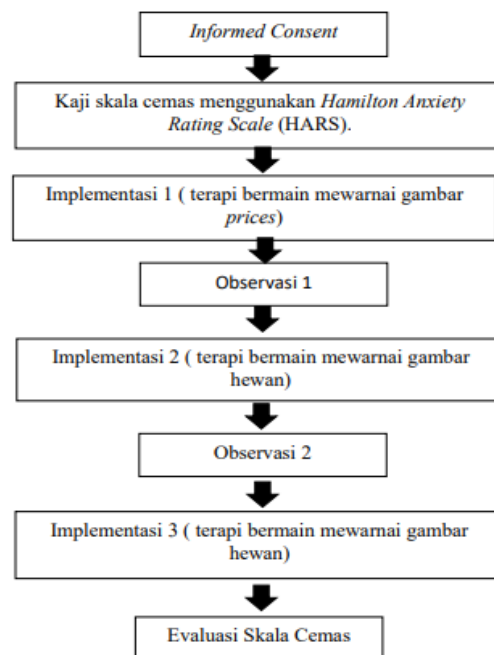 Informed Consent
Kaji skala cemas menggunakan Hamilton Anxiety
Rating Scale (HARS).
Implementasi 1 ( terapi bermain mewarnai gambar
prices)
Observasi 1
Implementasi 2 ( terapi bermain mewarnai gambar
hewan)
Observasi 2
Implementasi 3 ( terapi bermain mewarnai gambar
hewan)
Evaluasi Skala Cemas